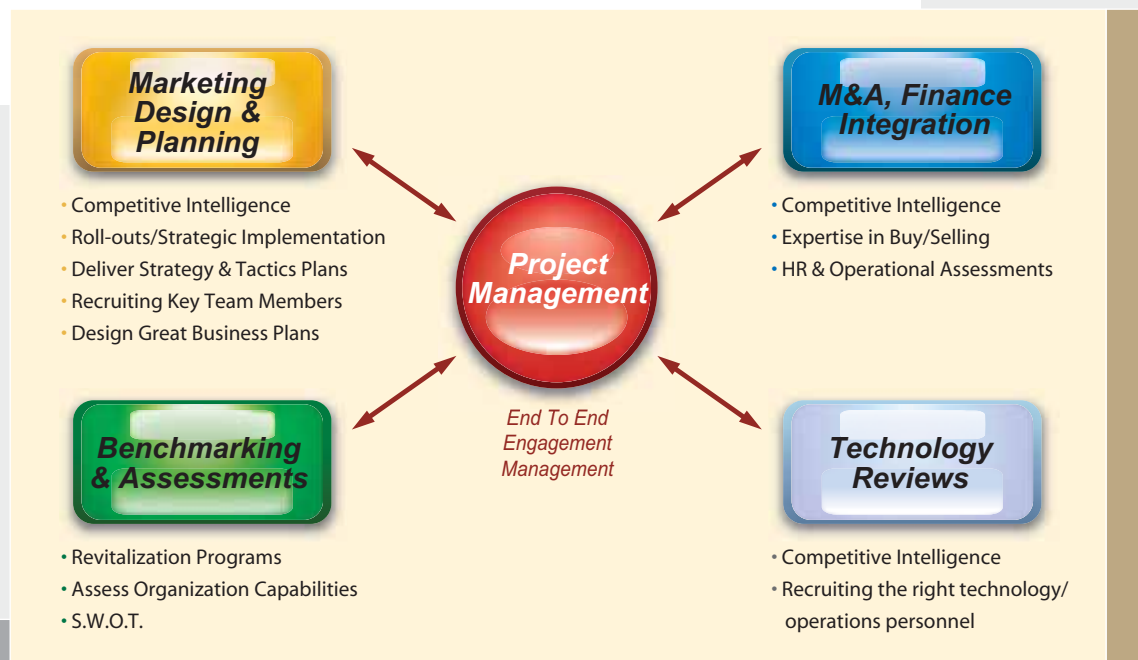 Marketing
Design &
Planning
• Competitive Intelligence
• Roll-outs/Strategic Implementation
• Deliver Strategy & Tactics Plans
• Recruiting Key Team Members
• Design Great Business Plans
M&A, Finance
Integration
• Competitive Intelligence
• Expertise in Buy/Selling
• HR & Operational Assessments
Project
Management
End To End
Engagement
Management
Benchmarking
& Assessments
• Revitalization Programs
• Assess Organization Capabilities
• S.W.O.T.
Technology
Reviews
• Competitive Intelligence
• Recruiting the right technology/
operations personnel